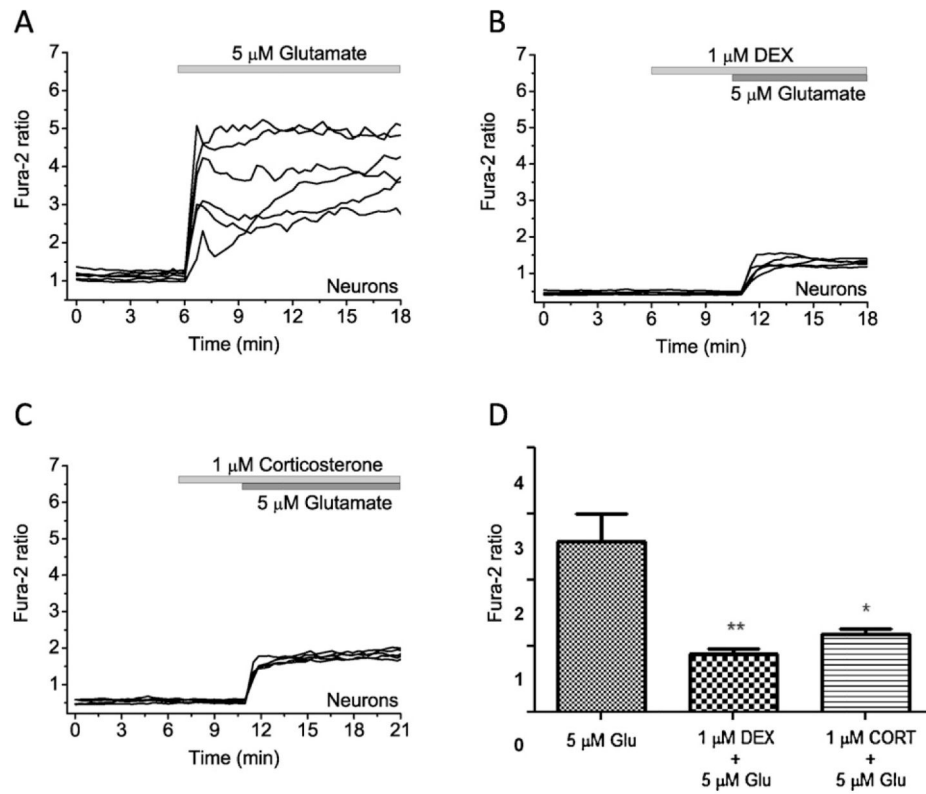 A
5 μM Glutamate
Fura-2 ratio
7
6
5
4
3
2
1
Neurons
0 3 6 9 12 15 18
Time (min)
B
1 μM DEX
5 μM Glutamate
Fura-2 ratio
7
6
5
4
3
2
1
Neurons
0 3 6 9 12 15 18
Time (min)
C
1 μM Corticosterone
5 μM Glutamate
Fura-2 ratio
7
6
5
4
3
2
1
Neurons
0 3 6 9 12 15 18 21
Time (min)
D
Fura-2 ratio
4
3
2
1
0
**
*
5 μM Glu
1 μM DEX
+
5 μM Glu
1 μM CORT
+
5 μM Glu